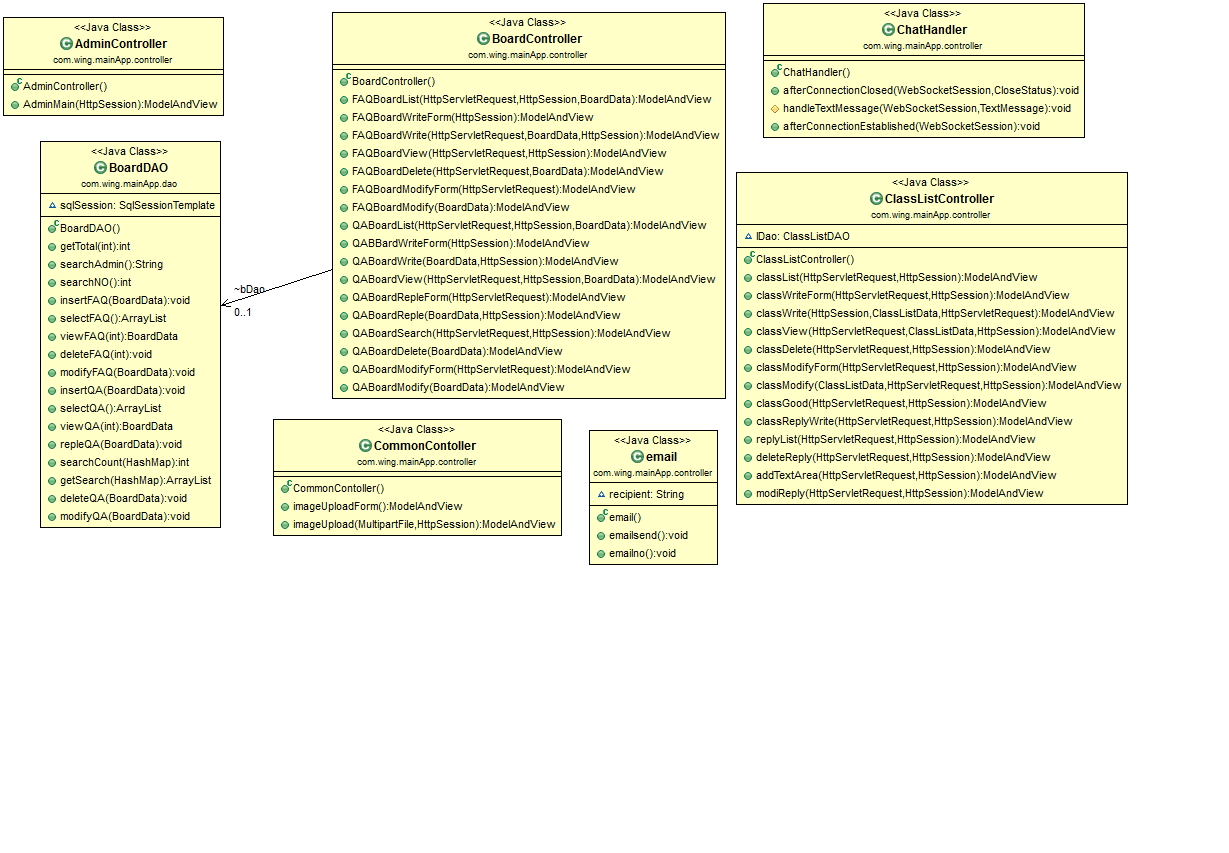 <<Java Class>>
AdminController
com.wing.mainApp.controller
AdminController()
AdminMain(HttpSession):ModelAndView
<<Java Class>>
BoardDAO
com.wing.mainApp.dao
sqlSession: SqlSessionTemplate
BoardDAO()
getTotal(int):int
searchAdmin():String
searchNO():int
insertFAQ(BoardData):void
selectFAQ():ArrayList
viewFAQ(int):BoardData
deleteFAQ(int):void
modifyFAQ(BoardData):void
insertQA(BoardData):void
selectQA():ArrayList
viewQA(int):BoardData
repleQA(BoardData):void
searchCount(HashMap):int
getSearch(HashMap):ArrayList
deleteQA(BoardData):void
modifyQA(BoardData):void
~bDao
0..1
<<Java Class>>
BoardController
com.wing.mainApp.controller
BoardController()
FAQBoardList(HttpServletRequest,HttpSession,BoardData):ModelAndView
FAQBoardWriteForm(HttpSession):ModelAndView
FAQBoardWrite(HttpServletRequest,BoardData,HttpSession):ModelAndView
FAQBoardView(HttpServletRequest,HttpSession):ModelAndView
FAQBoardDelete(HttpServletRequest,BoardData):ModelAndView
FAQBoardModifyForm(HttpServletRequest):ModelAndView
FAQBoardModify(BoardData):ModelAndView
QABoardList(HttpServletRequest,HttpSession,BoardData):ModelAndView
QABBardWriteForm(HttpSession):ModelAndView
QABoardWrite(BoardData,HttpSession):ModelAndView
QABoardView(HttpServletRequest,HttpSession,BoardData):ModelAndView
QABoardRepleForm(HttpServletRequest):ModelAndView
QABoardReple(BoardData,HttpSession):ModelAndView
QABoardSearch(HttpServletRequest,HttpSession):ModelAndView
QABoardDelete(BoardData):ModelAndView
QABoardModifyForm(HttpServletRequest):ModelAndView
QABoardModify(BoardData):ModelAndView
<<Java Class>>
CommonContoller
com.wing.mainApp.controller
CommonContoller()
imageUploadForm():ModelAndView
imageUpload(MultipartFile,HttpSession):ModelAndView
<<Java Class>>
email
com.wing.mainApp.controller
recipient: String
email()
emailsend():void
emailno():void
<<Java Class>>
ChatHandler
com.wing.mainApp.controller
ChatHandler()
afterConnectionClosed(WebSocketSession,CloseStatus):void
handleTextMessage(WebSocketSession,TextMessage):void
afterConnectionEstablished(WebSocketSession):void
<<Java Class>>
ClassListController
com.wing.mainApp.controller
lDao: ClassListDAO
ClassListController()
classList(HttpServletRequest,HttpSession):ModelAndView
classWriteForm(HttpServletRequest,HttpSession):ModelAndView
classWrite(HttpSession,ClassListData,HttpServletRequest):ModelAndView
classView(HttpServletRequest,ClassListData,HttpSession):ModelAndView
classDelete(HttpServletRequest,HttpSession):ModelAndView
classModifyForm(HttpServletRequest,HttpSession):ModelAndView
classModify(ClassListData,HttpServletRequest,HttpSession):ModelAndView
classGood(HttpServletRequest,HttpSession):ModelAndView
classReplyWrite(HttpServletRequest,HttpSession):ModelAndView
replyList(HttpServletRequest,HttpSession):ModelAndView
deleteReply(HttpServletRequest,HttpSession):ModelAndView
addTextArea(HttpServletRequest,HttpSession):ModelAndView
modiReply(HttpServletRequest,HttpSession):ModelAndView